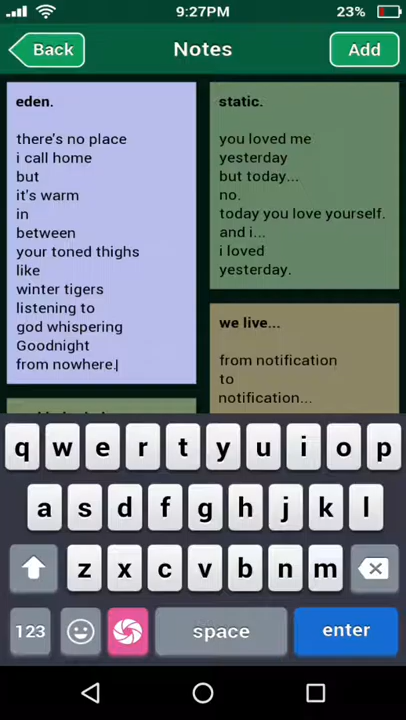 9:27PM
23%
Back
Notes
Add
eden.
there's no place
i call home
but
it's warm
in
between
your toned thighs
like
winter tigers
listening to
god whispering
Goodnight
from nowhere.
static.
you loved me
yesterday
but today...
no.
today you love yourself.
and i...
i loved
yesterday.
we live...
from notification
to
notification...
q w e r t y u i o p
a s d f g h j k l
z x c v b n m
123
space
enter